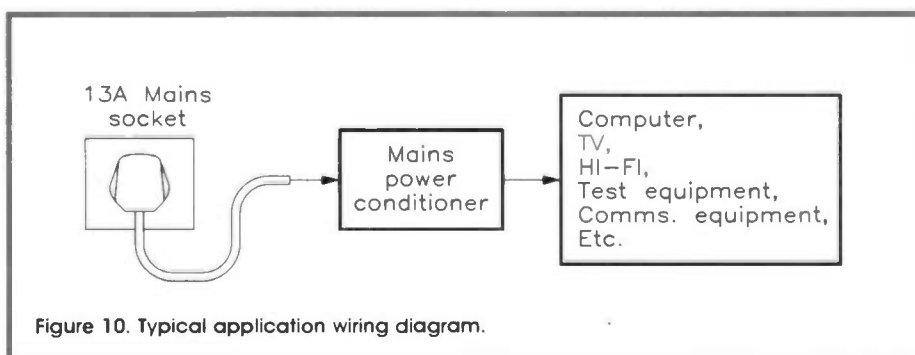 13A Mains
socket
Mains
power
conditioner
Computer,
TV,
HI-FI,
Test equipment,
Comms. equipment,
Etc.
Figure 10. Typical application wiring diagram.